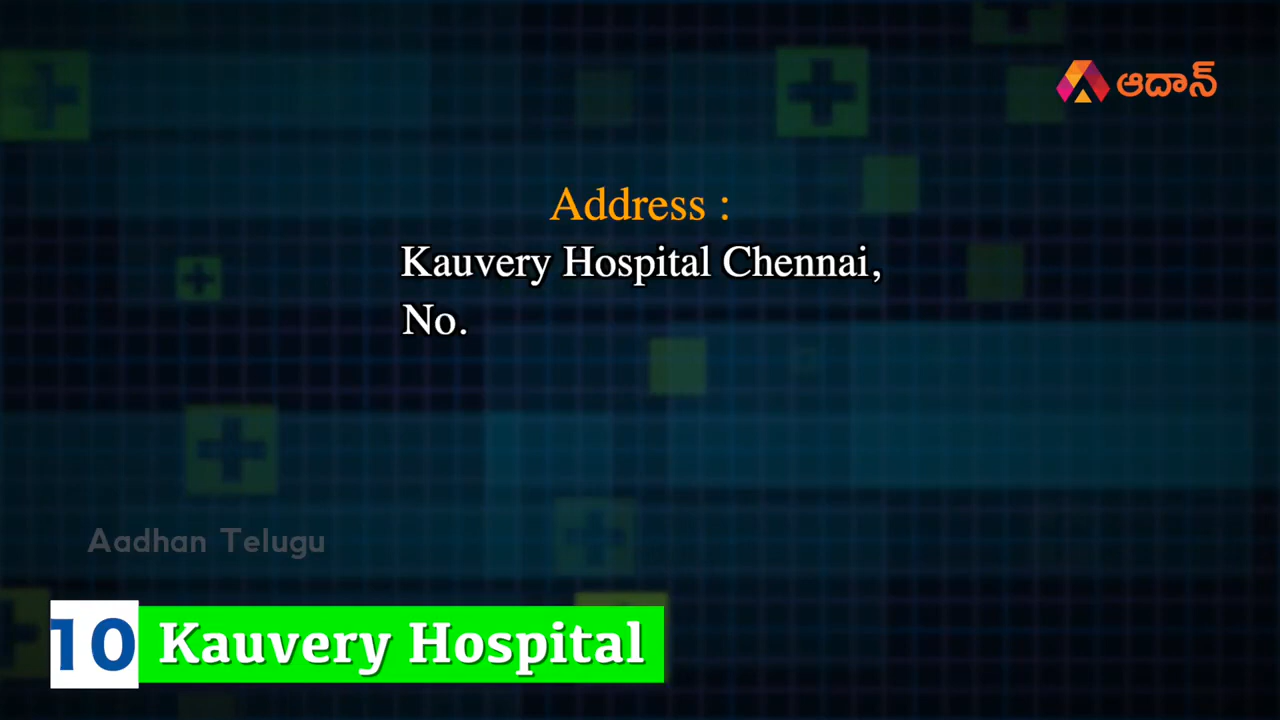 ఆదాన్
Address :
Kauvery Hospital Chennai,
No.
Aadhan Telugu
10 Kauvery Hospital